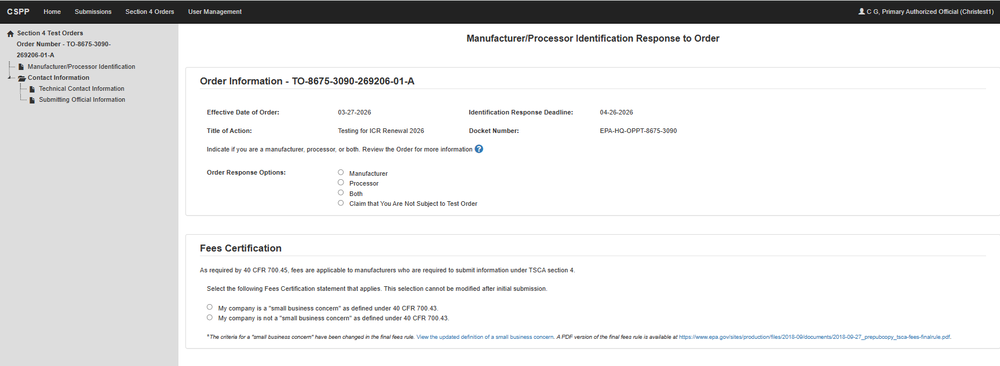 CSPP Home Submissions Section 4 Orders User Management C G, Primary Authorized Official (Christest1)
Section 4 Test Orders
Order Number - TO-8675-3090-
269206-01-A
Manufacturer/Processor Identification
Contact Information
Technical Contact Information
Submitting Official Information
Manufacturer/Processor Identification Response to Order
Order Information - TO-8675-3090-269206-01-A
Effective Date of Order: 03-27-2026 Identification Response Deadline: 04-26-2026
Title of Action: Testing for ICR Renewal 2026 Docket Number: EPA-HQ-OPPT-8675-3090
Indicate if you are a manufacturer, processor, or both. Review the Order for more information ?
Order Response Options: Manufacturer
Processor
Both
Claim that You Are Not Subject to Test Order
Fees Certification
As required by 40 CFR 700.45, fees are applicable to manufacturers who are required to submit information under TSCA section 4.
Select the following Fees Certification statement that applies. This selection cannot be modified after initial submission.
My company is a "small business concern" as defined under 40 CFR 700.43.
My company is not a "small business concern" as defined under 40 CFR 700.43.
*The criteria for a "small business concern" have been changed in the final fees rule. View the updated definition of a small business concern. A PDF version of the final fees rule is available at https://www.epa.gov/sites/production/files/2018-09/documents/2018-09-27_prepubcopy_tsca-fees-finalrule.pdf.